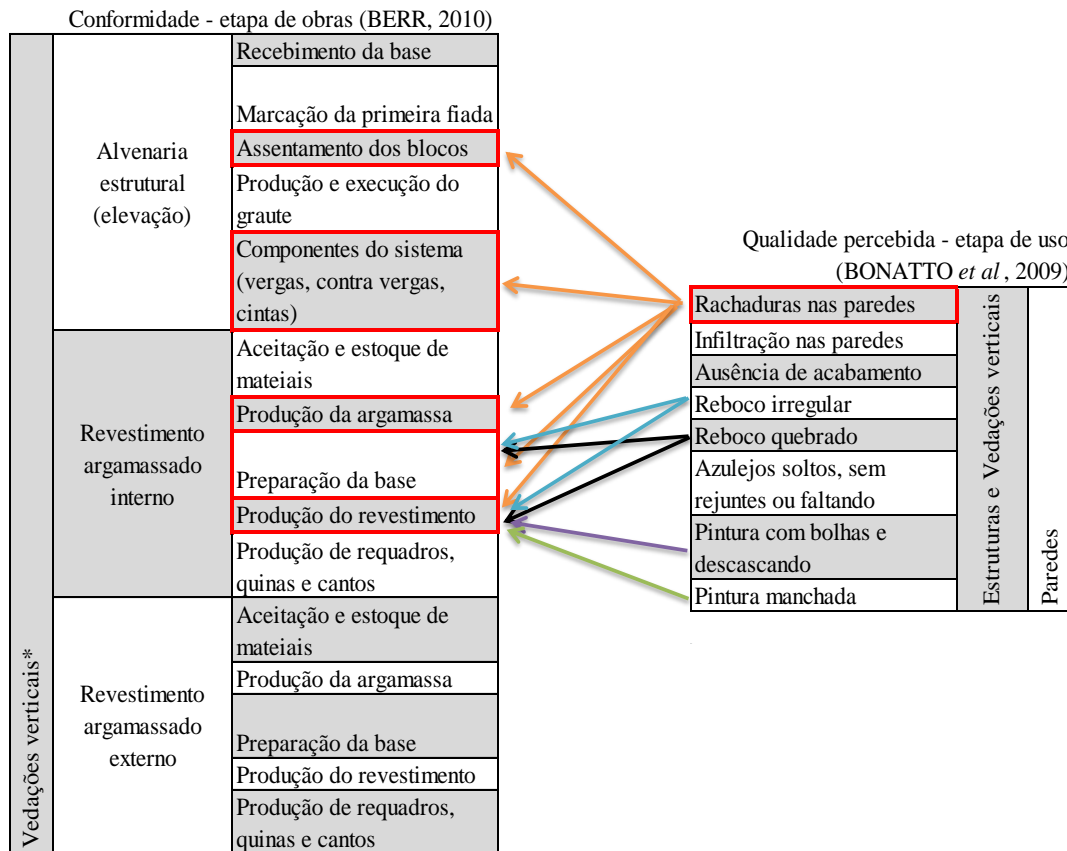 Conformidade - etapa de obras (BERR, 2010)
Vedações verticais*
Alvenaria
estrutural
(elevação)
Recebimento da base
Marcação da primeira fiada
Assentamento dos blocos
Produção e execução do
graute
Componentes do sistema
(vergas, contra vergas,
cintas)
Revestimento
argamassado
interno
Aceitação e estoque de
mateiais
Produção da argamassa
Preparação da base
Produção do revestimento
Produção de requadros,
quinas e cantos
Revestimento
argamassado
externo
Aceitação e estoque de
mateiais
Produção da argamassa
Preparação da base
Produção do revestimento
Produção de requadros,
quinas e cantos
Qualidade percebida - etapa de uso
(BONATTO et al , 2009)
Rachaduras nas paredes
Infiltração nas paredes
Ausência de acabamento
Reboco irregular
Reboco quebrado
Azulejos soltos, sem
rejuntes ou faltando
Pintura com bolhas e
descascando
Pintura manchada
Estruturas e Vedações verticais
Paredes